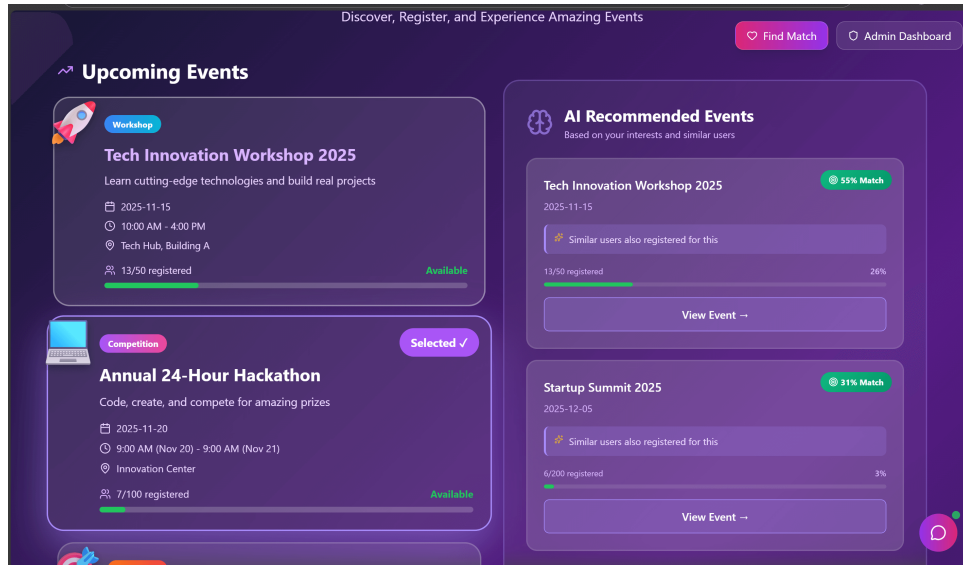 Discover, Register, and Experience Amazing Events
Find Match
Admin Dashboard
Upcoming Events
Workshop
Tech Innovation Workshop 2025
Learn cutting-edge technologies and build real projects
2025-11-15
10:00 AM - 4:00 PM
Tech Hub, Building A
13/50 registered
Available
Competition
Selected ✓
Annual 24-Hour Hackathon
Code, create, and compete for amazing prizes
2025-11-20
9:00 AM (Nov 20) - 9:00 AM (Nov 21)
Innovation Center
7/100 registered
Available
AI Recommended Events
Based on your interests and similar users
Tech Innovation Workshop 2025
55% Match
2025-11-15
Similar users also registered for this
13/50 registered
26%
View Event →
Startup Summit 2025
31% Match
2025-12-05
Similar users also registered for this
6/200 registered
3%
View Event →